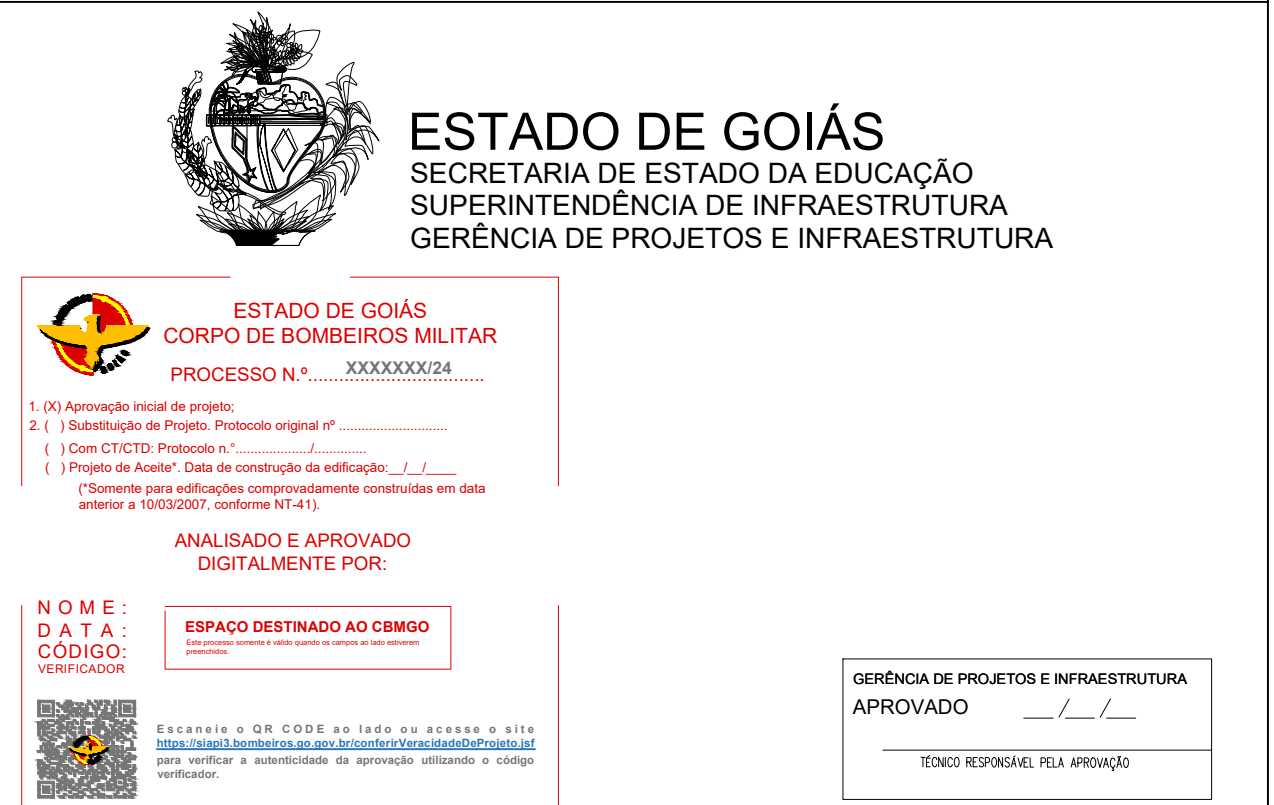 ESTADO DE GOIÁS
SECRETARIA DE ESTADO DA EDUCAÇÃO
SUPERINTENDÊNCIA DE INFRAESTRUTURA
GERÊNCIA DE PROJETOS E INFRAESTRUTURA
GOIÁS
ESTADO DE GOIÁS
CORPO DE BOMBEIROS MILITAR
PROCESSO N.º..................................
XXXXXXX/24
1. (X) Aprovação inicial de projeto;
2. (  ) Substituição de Projeto. Protocolo original nº ............................
(  ) Com CT/CTD: Protocolo n.°..................../..............
(  ) Projeto de Aceite*. Data de construção da edificação:__/__/____
(*Somente para edificações comprovadamente construídas em data
anterior a 10/03/2007, conforme NT-41).
ANALISADO E APROVADO
DIGITALMENTE POR:
NOME:
DATA:
CÓDIGO:
VERIFICADOR
ESPAÇO DESTINADO AO CBMGO
Este processo somente é válido quando os campos ao lado estiverem
preenchidos.
Escaneie o QR CODE ao lado ou acesse o site
https://siapi3.bombeiros.go.gov.br/conferirVeracidadeDeProjeto.jsf
para verificar a autenticidade da aprovação utilizando o código
verificador.
GERÊNCIA DE PROJETOS E INFRAESTRUTURA
APROVADO ___/___/___
TÉCNICO RESPONSÁVEL PELA APROVAÇÃO